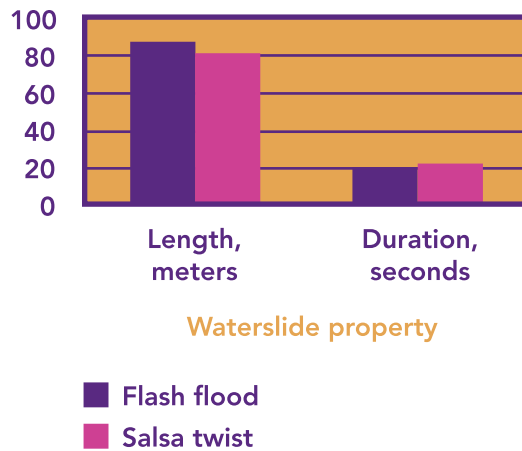 100
80
60
40
20
0
Length,
meters
Duration,
seconds
Waterslide property
Flash flood
Salsa twist